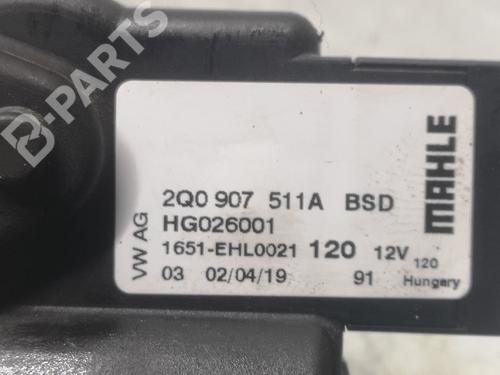 B-PARTS
VW AG
2Q0 907 511A BSD
HG026001
1651-EHL0021 120 12V 120
03 02/04/19 91 Hungary
MAHLE